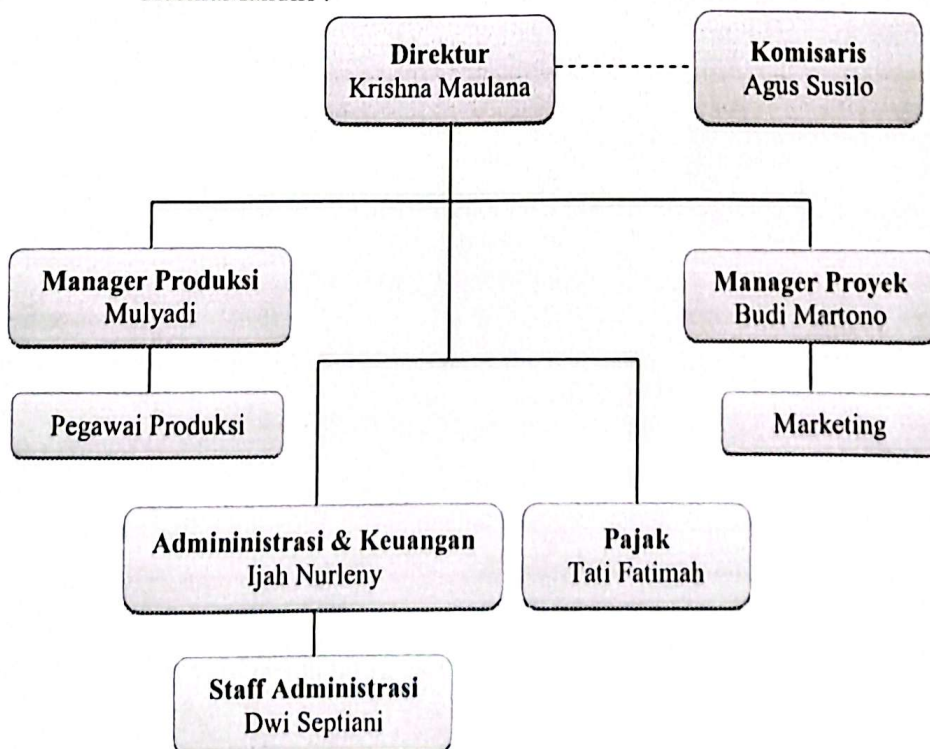 Direktur
Krishna Maulana
Komisaris
Agus Susilo
Manager Produksi
Mulyadi
Manager Proyek
Budi Martono
Pegawai Produksi
Marketing
Admininistrasi & Keuangan
Ijah Nurleny
Pajak
Tati Fatimah
Staff Administrasi
Dwi Septiani